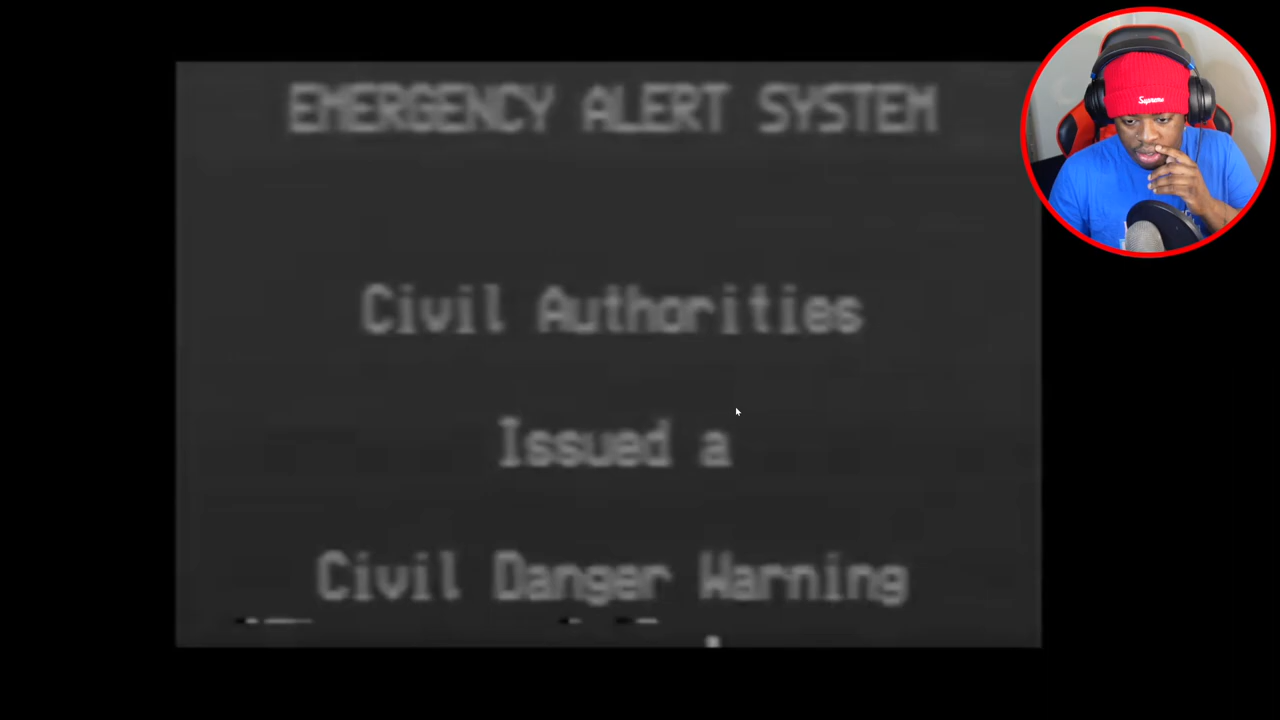 EMERGENCY ALERT SYSTEM
Civil Authorities
Issued a
Civil Danger Warning
Supreme